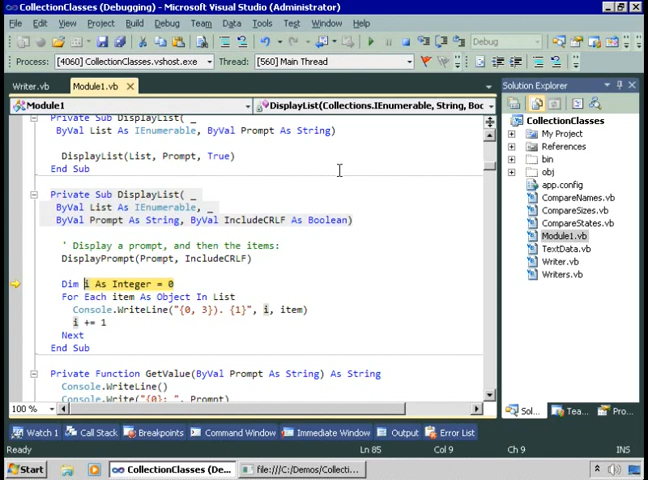 CollectionClasses (Debugging) - Microsoft Visual Studio (Administrator)
File Edit View Project Build Debug Team Data Tools Test Window Help
Debug
Process: [4060] CollectionClasses.vshost.exe Thread: [560] Main Thread
Writer.vb Module1.vb
Module1 DisplayList(Collections.IEnumerable, String, Boo
Private Sub DisplayList( _
ByVal List As IEnumerable, ByVal Prompt As String)
DisplayList(List, Prompt, True)
End Sub
Private Sub DisplayList( _
ByVal List As IEnumerable, _
ByVal Prompt As String, ByVal IncludeCRLF As Boolean)
' Display a prompt, and then the items:
DisplayPrompt(Prompt, IncludeCRLF)
Dim i As Integer = 0
For Each item As Object In List
Console.WriteLine("{0, 3}). {1}", i, item)
i += 1
Next
End Sub
Private Function GetValue(ByVal Prompt As String) As String
Console.WriteLine()
Console.Write("{0}: ", Prompt)
100 %
Solution Explorer
CollectionClasses
My Project
References
bin
obj
app.config
CompareNames.vb
CompareSizes.vb
CompareStates.vb
Module1.vb
TextData.vb
Writer.vb
Writers.vb
Sol... Tea... Pro...
Watch 1 Call Stack Breakpoints Command Window Immediate Window Output Error List
Ready Ln 85 Col 9 Ch 9 INS
Start CollectionClasses (De... file:///C:/Demos/Collecti...